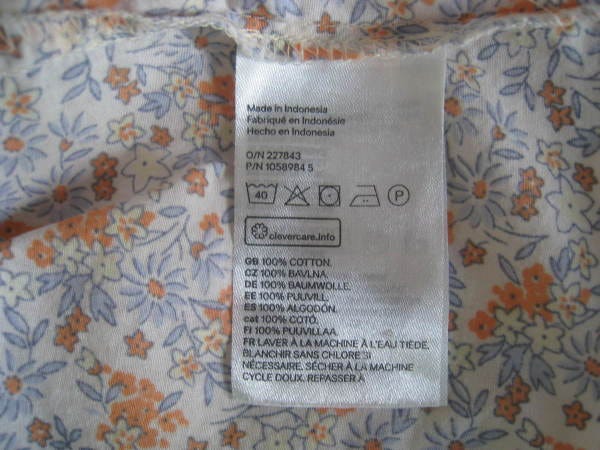 Made in Indonesia
Fabriqué en Indonésie
Hecho en Indonesia
O/N 227843
P/N 1058984 5
40 P
clevercare.info
GB 100% COTTON.
CZ 100% BAVLNA.
DE 100% BAUMWOLLE.
EE 100% PUUVILL.
ES 100% ALGODÓN.
cat 100% COTÓ.
FI 100% PUUVILLAA.
FR LAVER À LA MACHINE À L'EAU TIÈDE.
BLANCHIR SANS CHLORE SI
NÉCESSAIRE. SÉCHER À LA MACHINE
CYCLE DOUX. REPASSER À